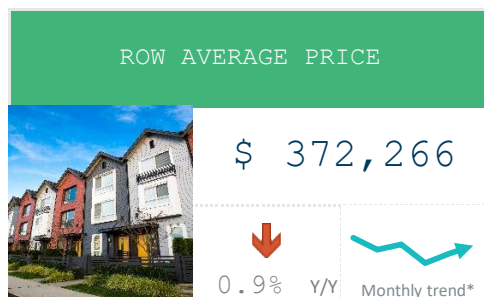 ROW AVERAGE PRICE
$ 372,266
0.9% Y/Y
Monthly trend*